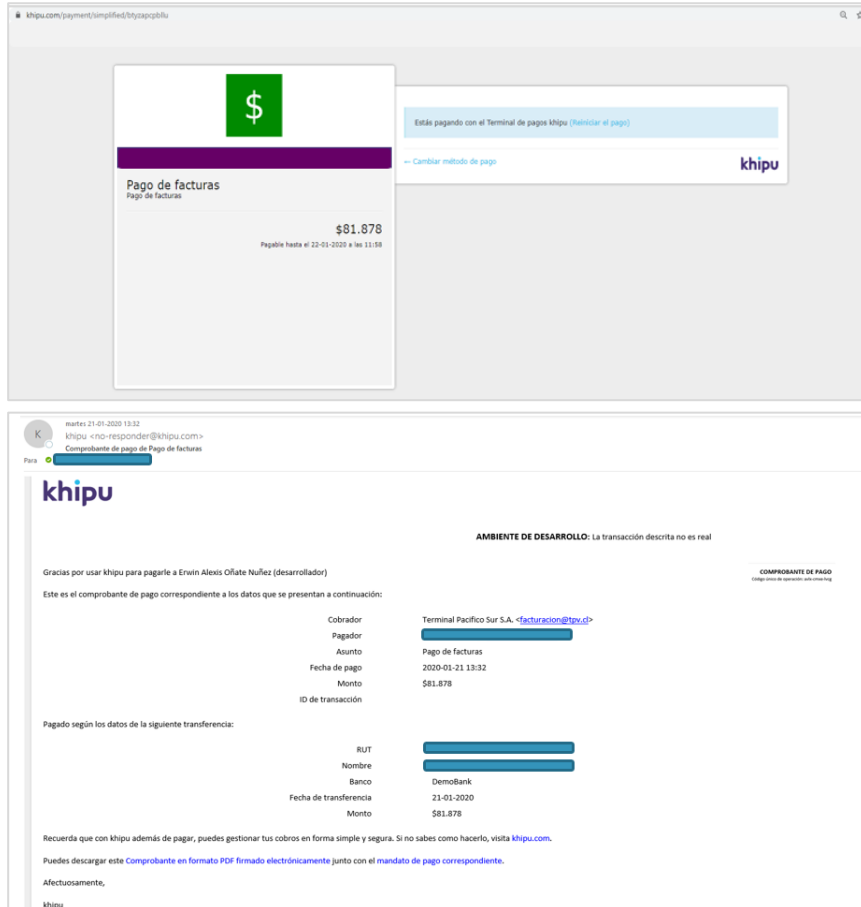 khipu.com/payment/simplified/btyzapcpbllu
$
Estás pagando con el Terminal de pagos khipu (Reiniciar el pago)
← Cambiar método de pago
khipu
Pago de facturas
Pago de facturas
$81.878
Pagable hasta el 22-01-2020 a las 11:58
martes 21-01-2020 13:32
K
khipu <no-responder@khipu.com>
Comprobante de pago de Pago de facturas
Para
khipu
AMBIENTE DE DESARROLLO: La transacción descrita no es real
Gracias por usar khipu para pagarle a Erwin Alexis Oñate Nuñez (desarrollador)
COMPROBANTE DE PAGO
Código único de operación:
Este es el comprobante de pago correspondiente a los datos que se presentan a continuación:
Cobrador Terminal Pacifico Sur S.A. <facturacion@tpv.cl>
Pagador
Asunto Pago de facturas
Fecha de pago 2020-01-21 13:32
Monto $81.878
ID de transacción
Pagado según los datos de la siguiente transferencia:
RUT
Nombre
Banco DemoBank
Fecha de transferencia 21-01-2020
Monto $81.878
Recuerda que con khipu además de pagar, puedes gestionar tus cobros en forma simple y segura. Si no sabes como hacerlo, visita khipu.com.
Puedes descargar este Comprobante en formato PDF firmado electrónicamente junto con el mandato de pago correspondiente.
Afectuosamente,
khipu